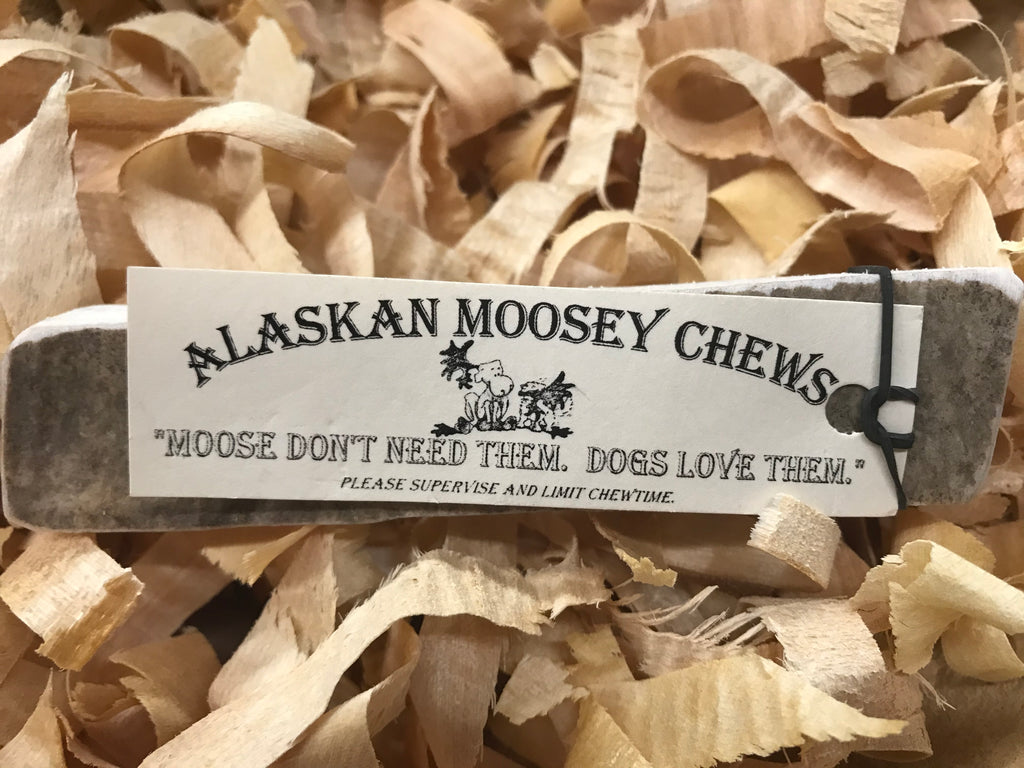 ALASKAN MOOSEY CHEWS
"MOOSE DON'T NEED THEM. DOGS LOVE THEM."
PLEASE SUPERVISE AND LIMIT CHEWTIME.